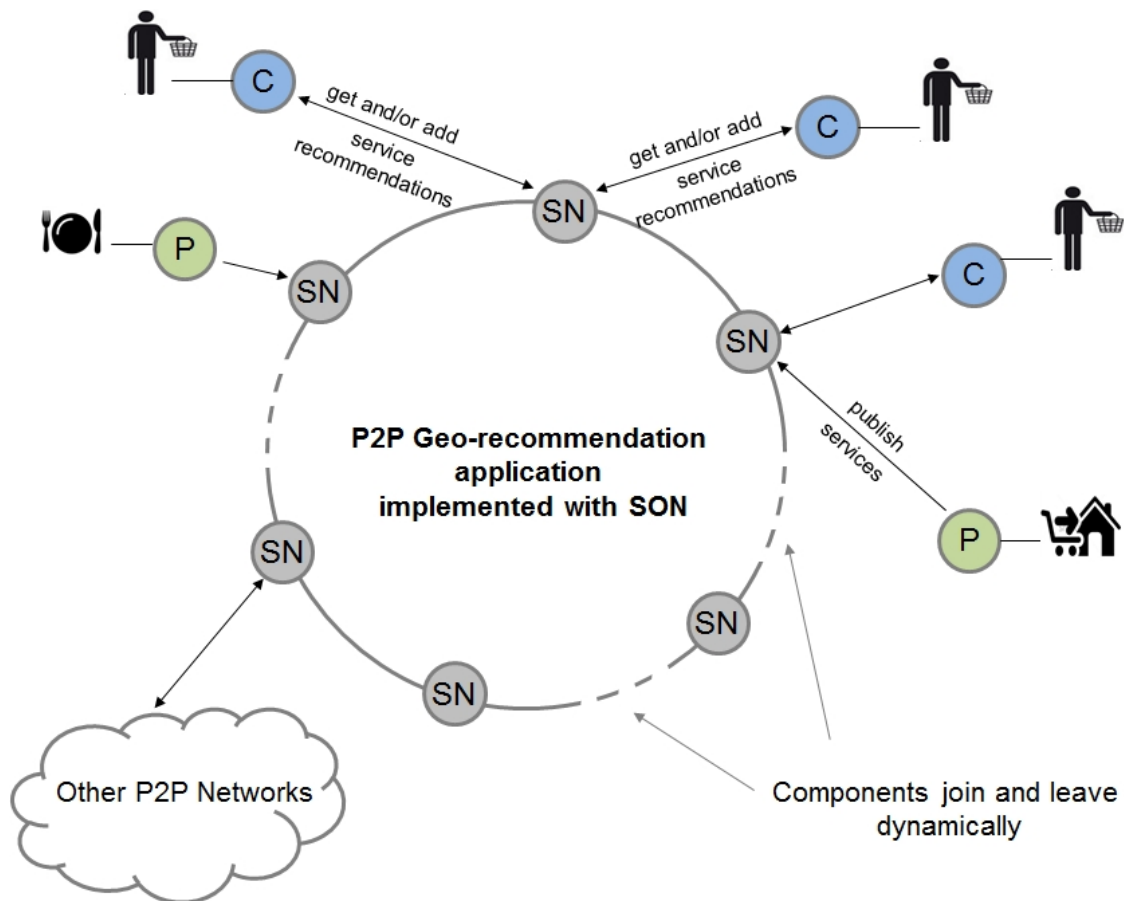 C
get and/or add
service
recommendations
C
get and/or add
service
recommendations
SN
P
SN
C
SN
publish
services
P2P Geo-recommendation
application
implemented with SON
P
SN
SN
SN
Other P2P Networks
Components join and leave
dynamically